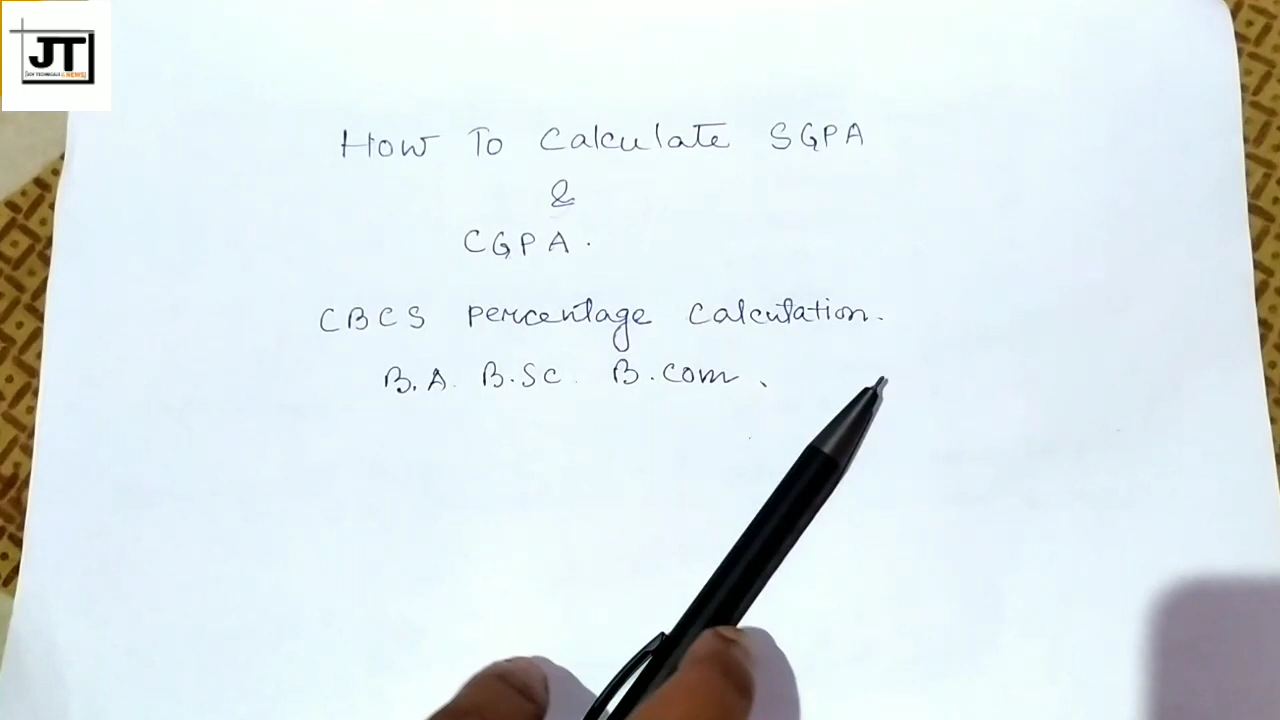 JT
How To Calculate SGPA
&
CGPA.
CBCS percentage calculation.
B.A. B.Sc. B.com.